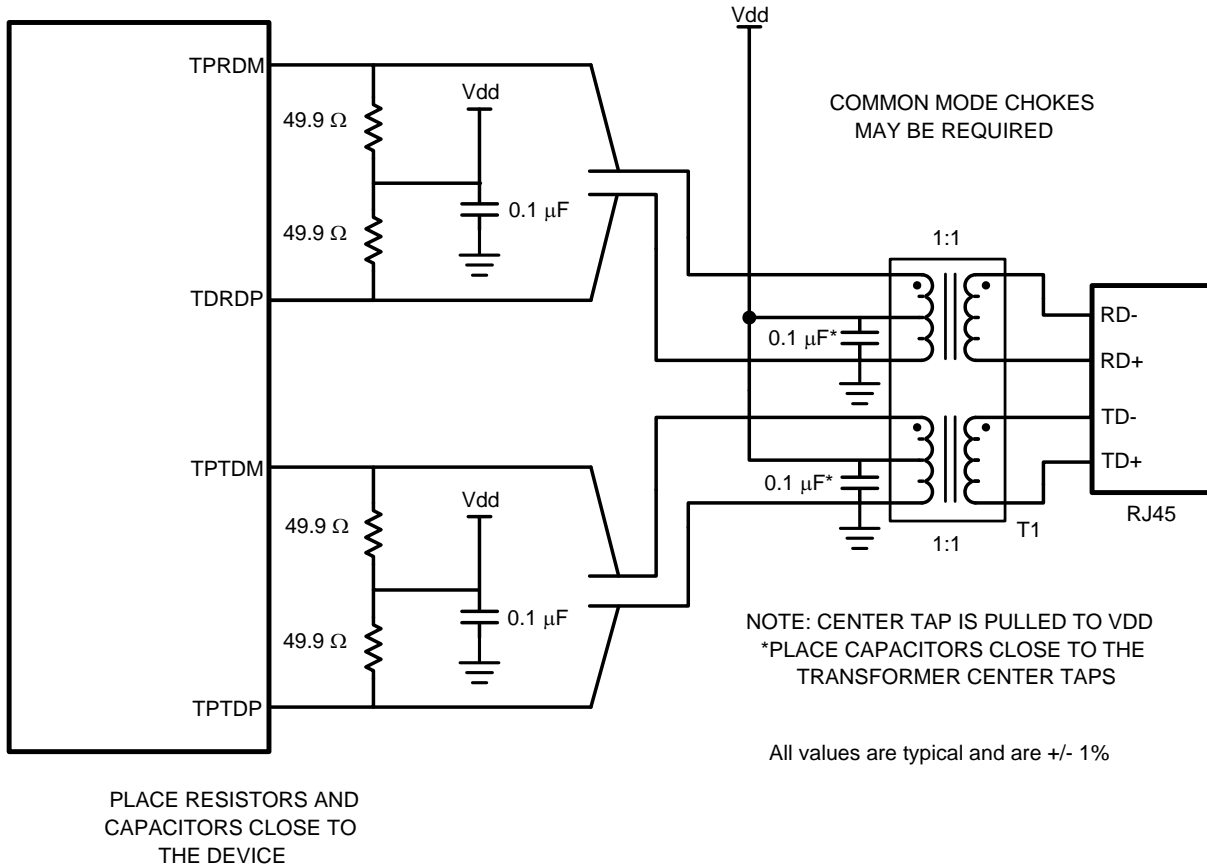 Vdd
TPRDM
Vdd
COMMON MODE CHOKES
MAY BE REQUIRED
49.9 Ω
0.1 μF
49.9 Ω
1:1
TDRDP
RD-
0.1 μF*
RD+
TD-
TPTDM
TD+
0.1 μF*
Vdd
RJ45
49.9 Ω
T1
1:1
0.1 μF
NOTE: CENTER TAP IS PULLED TO VDD
49.9 Ω
*PLACE CAPACITORS CLOSE TO THE
TRANSFORMER CENTER TAPS
TPTDP
All values are typical and are +/- 1%
PLACE RESISTORS AND
CAPACITORS CLOSE TO
THE DEVICE